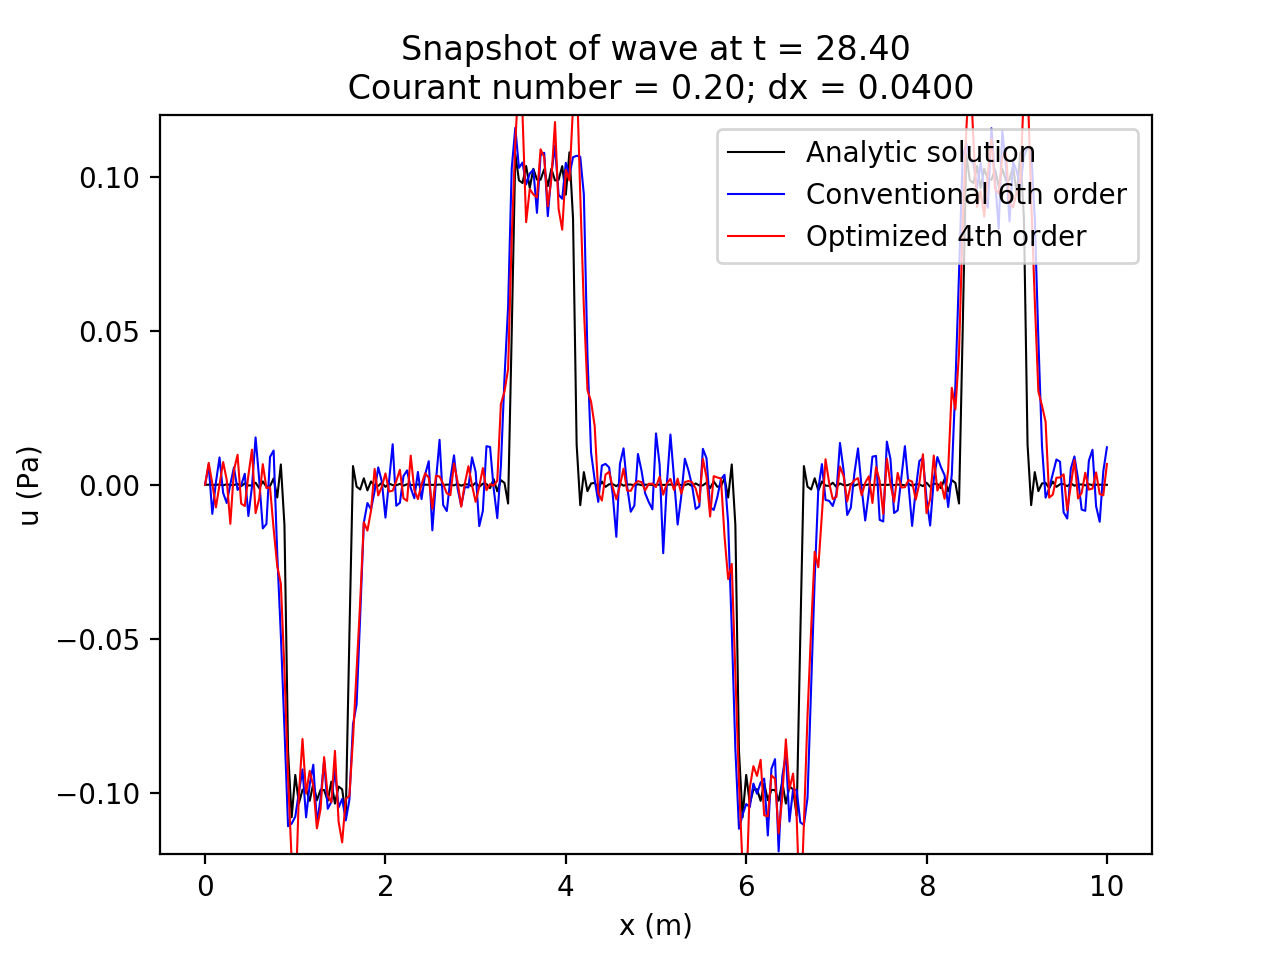 Snapshot of wave at t = 28.40
Courant number = 0.20; dx = 0.0400
Analytic solution
Conventional 6th order
Optimized 4th order
0.10
0.05
0.00
−0.05
−0.10
u (Pa)
0 2 4 6 8 10
x (m)